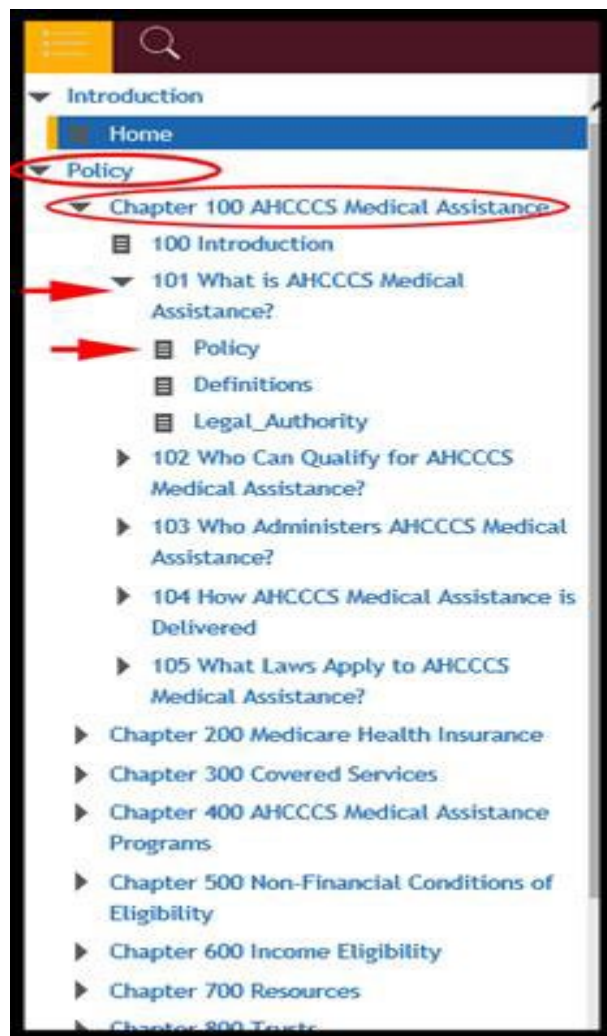 Introduction
Home
Policy
Chapter 100 AHCCCS Medical Assistance
100 Introduction
101 What is AHCCCS Medical
Assistance?
Policy
Definitions
Legal_Authority
102 Who Can Qualify for AHCCCS
Medical Assistance?
103 Who Administers AHCCCS Medical
Assistance?
104 How AHCCCS Medical Assistance is
Delivered
105 What Laws Apply to AHCCCS
Medical Assistance?
Chapter 200 Medicare Health Insurance
Chapter 300 Covered Services
Chapter 400 AHCCCS Medical Assistance
Programs
Chapter 500 Non-Financial Conditions of
Eligibility
Chapter 600 Income Eligibility
Chapter 700 Resources
Chapter 800 Trusts